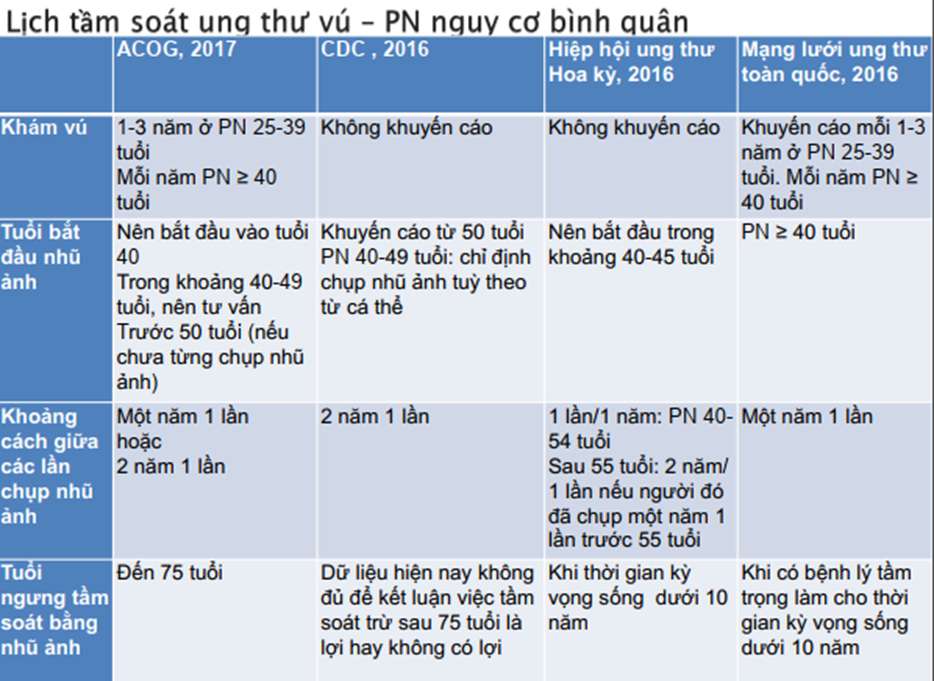 Lịch tầm soát ung thư vú – PN nguy cơ bình quân
ACOG, 2017
CDC , 2016
Hiệp hội ung thư
Hoa kỳ, 2016
Mạng lưới ung thư
toàn quốc, 2016
Khám vú
1-3 năm ở PN 25-39
tuổi
Mỗi năm PN ≥ 40
tuổi
Không khuyến cáo
Không khuyến cáo
Khuyến cáo mỗi 1-3
năm ở PN 25-39
tuổi. Mỗi năm PN ≥
40 tuổi
Tuổi bắt
đầu nhũ
ảnh
Nên bắt đầu vào tuổi
40
Trong khoảng 40-49
tuổi, nên tư vấn
Trước 50 tuổi (nếu
chưa từng chụp nhũ
ảnh)
Khuyến cáo từ 50 tuổi
PN 40-49 tuổi: chỉ định
chụp nhũ ảnh tuỳ theo
từ cá thể
Nên bắt đầu trong
khoảng 40-45 tuổi
PN ≥ 40 tuổi
Khoảng
cách giữa
các lần
chụp nhũ
ảnh
Một năm 1 lần
hoặc
2 năm 1 lần
2 năm 1 lần
1 lần/1 năm: PN 40-
54 tuổi
Sau 55 tuổi: 2 năm/
1 lần nếu người đó
đã chụp một năm 1
lần trước 55 tuổi
Một năm 1 lần
Tuổi
ngưng tầm
soát bằng
nhũ ảnh
Đến 75 tuổi
Dữ liệu hiện nay không
đủ để kết luận việc tầm
soát trừ sau 75 tuổi là
lợi hay không có lợi
Khi thời gian kỳ
vọng sống dưới 10
năm
Khi có bệnh lý tầm
trọng làm cho thời
gian kỳ vọng sống
dưới 10 năm